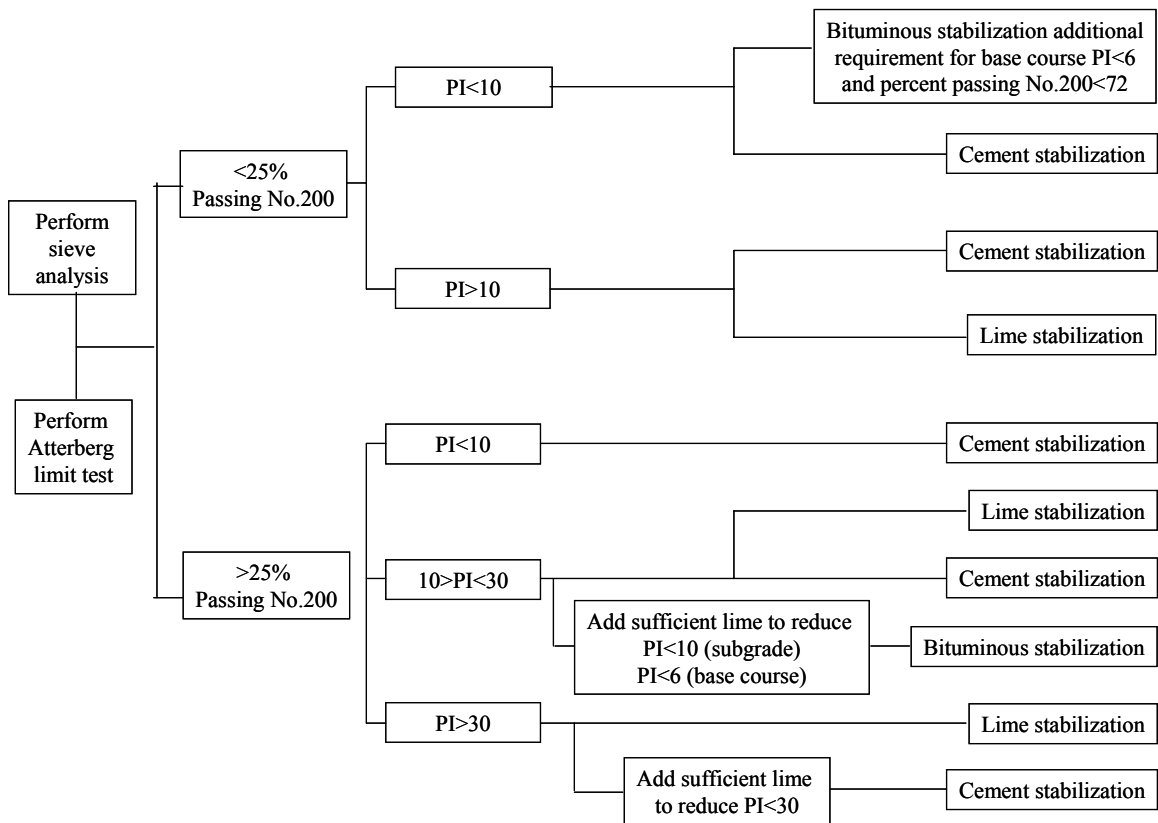 Perform
sieve
analysis
Perform
Atterberg
limit test
<25%
Passing No.200
PI<10
Bituminous stabilization additional
requirement for base course PI<6
and percent passing No.200<72
Cement stabilization
PI>10
Cement stabilization
Lime stabilization
>25%
Passing No.200
PI<10
Cement stabilization
10>PI<30
Lime stabilization
Cement stabilization
Add sufficient lime to reduce
PI<10 (subgrade)
PI<6 (base course)
Bituminous stabilization
PI>30
Lime stabilization
Add sufficient lime
to reduce PI<30
Cement stabilization